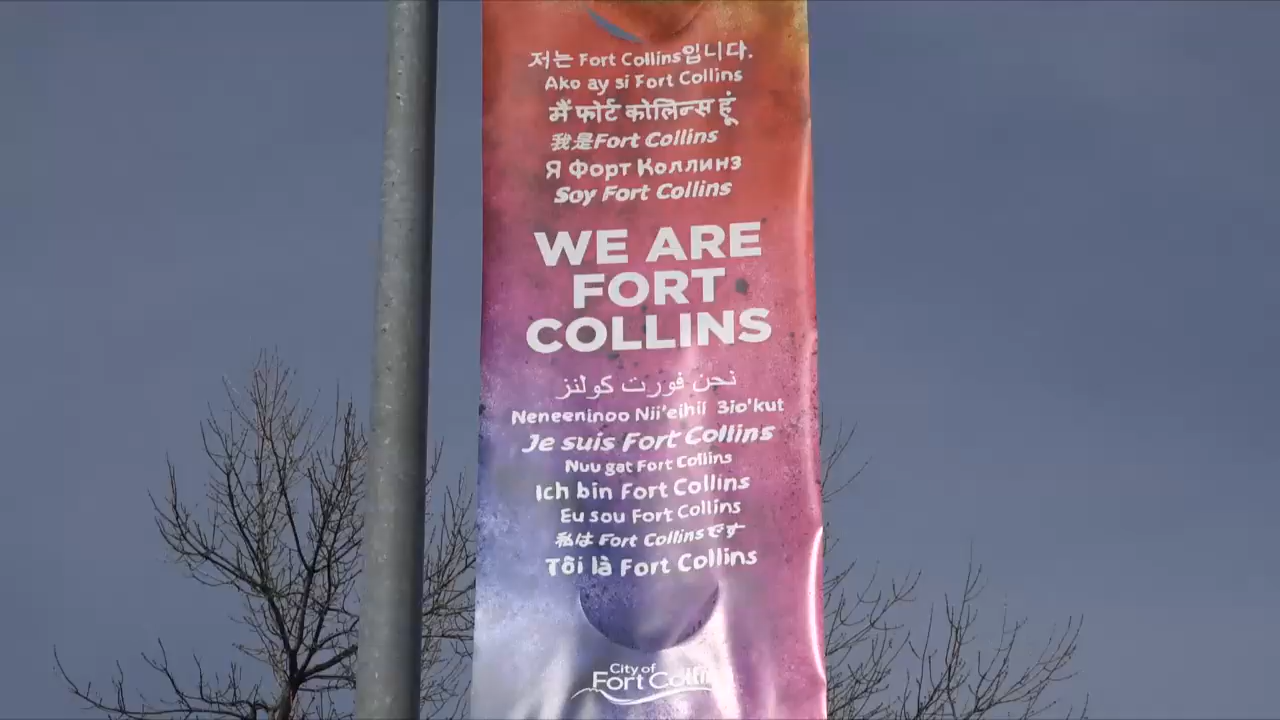 저는 Fort Collins입니다.
Ako ay si Fort Collins
मैं फोर्ट कोलिन्स हूं
我是Fort Collins
Я Форт Коллинз
Soy Fort Collins
WE ARE
FORT
COLLINS
نحن فورت كولنز
Neneeninoo Nii'eihii 3io'kut
Je suis Fort Collins
Nuu gat Fort Collins
Ich bin Fort Collins
Eu sou Fort Collins
私は Fort Collinsです
Tôi là Fort Collins
City of
Fort Collins